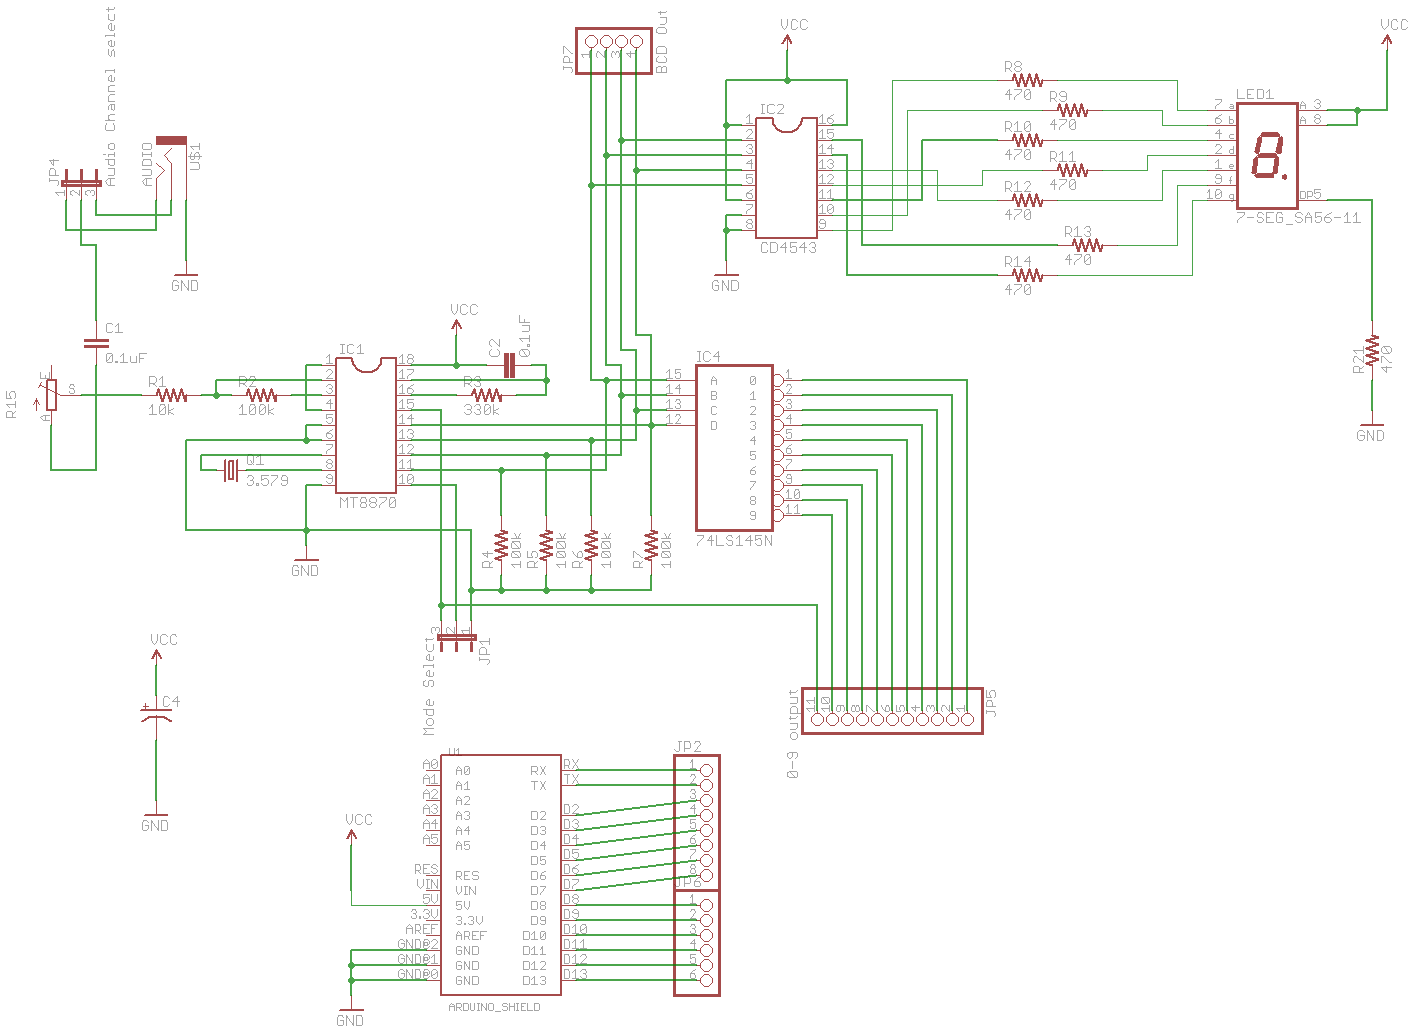 Audio Channel select
JP4
1
2
3
AUDIO
U$1
GND
C1
0.1uF
R15
E
S
A
R1
10k
R2
100k
Q1
3.579
IC1
MT8870
1
2
3
4
5
6
7
8
9
18
17
16
15
14
13
12
11
10
GND
VCC
C2
0.1uF
R3
330k
R4
100k
R5
100k
R6
100k
R7
100k
Mode Select
3
2
1
JP1
JP7
1
2
3
4
BCD Out
VCC
IC2
CD4543
1
2
3
4
5
6
7
8
16
15
14
13
12
11
10
9
GND
R8
470
R9
470
R10
470
R11
470
R12
470
R13
470
R14
470
LED1
7 a
6 b
4 c
2 d
1 e
9 f
10 g
A 3
A 8
DP5
8.
7-SEG_SA56-11
VCC
R21
470
GND
IC4
74LS145N
15 A
14 B
13 C
12 D
0 1
1 2
2 3
3 4
4 5
5 6
6 7
7 9
8 10
9 11
0-9 output
11
10
9
8
7
6
5
4
3
2
1
JP5
VCC
+
C4
GND
VCC
GND
U1
A0 A0
A1 A1
A2 A2
A3 A3
A4 A4
A5 A5
RES RES
VIN VIN
5V 5V
3.3V 3.3V
AREF AREF
GND@2 GND
GND@1 GND
GND@0 GND
RX RX
TX TX
D2 D2
D3 D3
D4 D4
D5 D5
D6 D6
D7 D7
D8 D8
D9 D9
D10 D10
D11 D11
D12 D12
D13 D13
ARDUINO_SHIELD
JP2
1
2
3
4
5
6
7
8
JP6
1
2
3
4
5
6